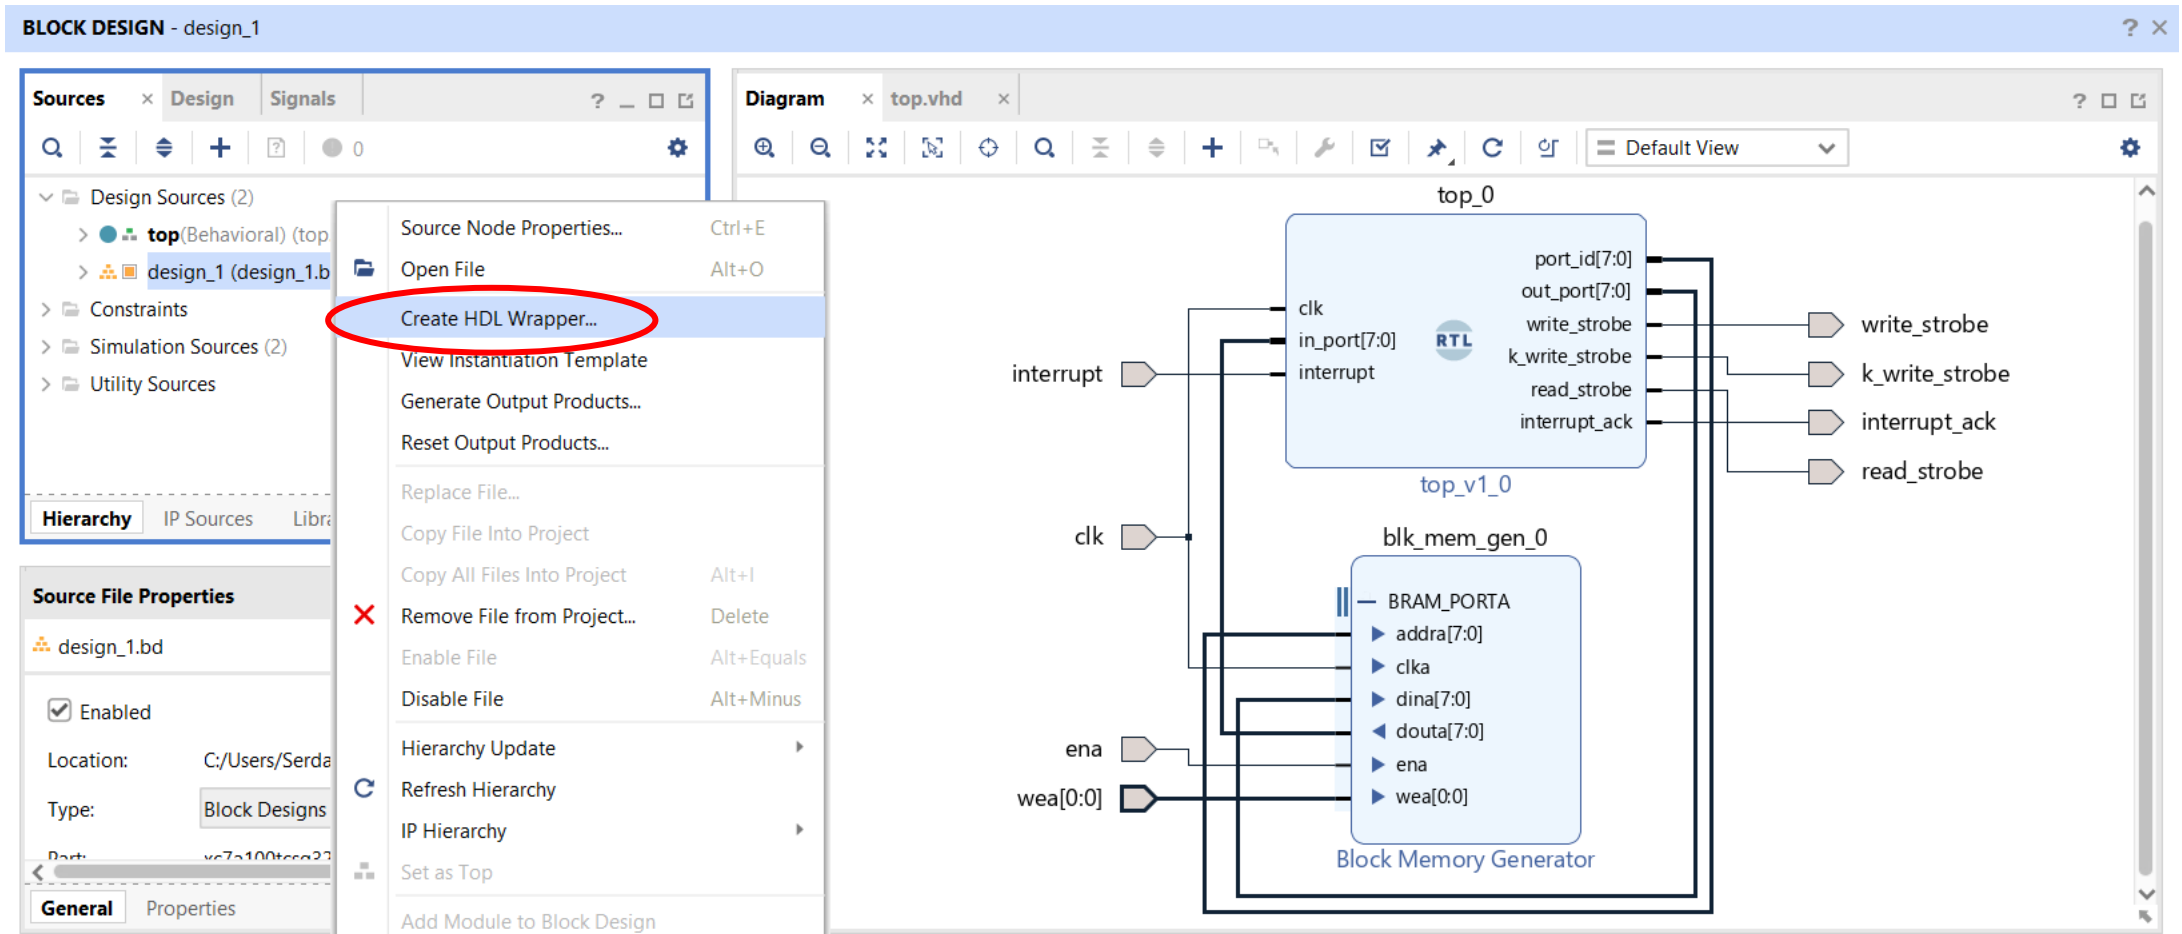 BLOCK DESIGN - design_1
Sources
Design
Signals
0
Design Sources (2)
top(Behavioral) (top
design_1 (design_1.b
Constraints
Simulation Sources (2)
Utility Sources
Hierarchy
IP Sources
Libra
Source File Properties
design_1.bd
Enabled
Location: C:/Users/Serda
Type: Block Designs
Part: xc7a100tcsg32
General
Properties
Source Node Properties... Ctrl+E
Open File Alt+O
Create HDL Wrapper...
View Instantiation Template
Generate Output Products...
Reset Output Products...
Replace File...
Copy File Into Project
Copy All Files Into Project Alt+I
Remove File from Project... Delete
Enable File Alt+Equals
Disable File Alt+Minus
Hierarchy Update
Refresh Hierarchy
IP Hierarchy
Set as Top
Add Module to Block Design
Diagram
top.vhd
Default View
top_0
clk
in_port[7:0]
interrupt
RTL
port_id[7:0]
out_port[7:0]
write_strobe
k_write_strobe
read_strobe
interrupt_ack
top_v1_0
interrupt
clk
ena
wea[0:0]
write_strobe
k_write_strobe
interrupt_ack
read_strobe
blk_mem_gen_0
BRAM_PORTA
addra[7:0]
clka
dina[7:0]
douta[7:0]
ena
wea[0:0]
Block Memory Generator